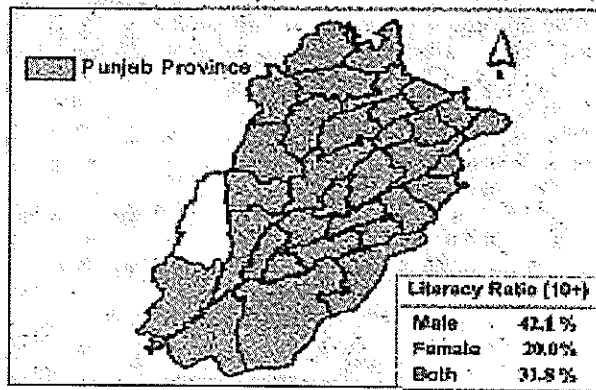 Punjab Province
Literacy Ratio (10+)
Male 42.1 %
Female 20.0%
Both 31.8 %